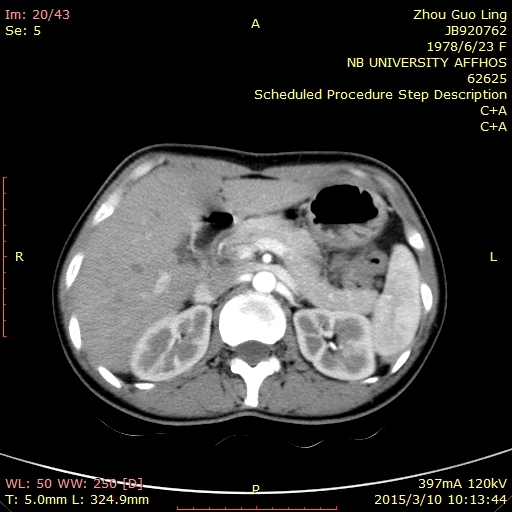 Im: 20/43
Se: 5
A
Zhou Guo Ling
JB920762
1978/6/23 F
NB UNIVERSITY AFFHOS
62625
Scheduled Procedure Step Description
C+A
C+A
R
L
WL: 50 WW: 250 [D]
T: 5.0mm L: 324.9mm
P
397mA 120kV
2015/3/10 10:13:44